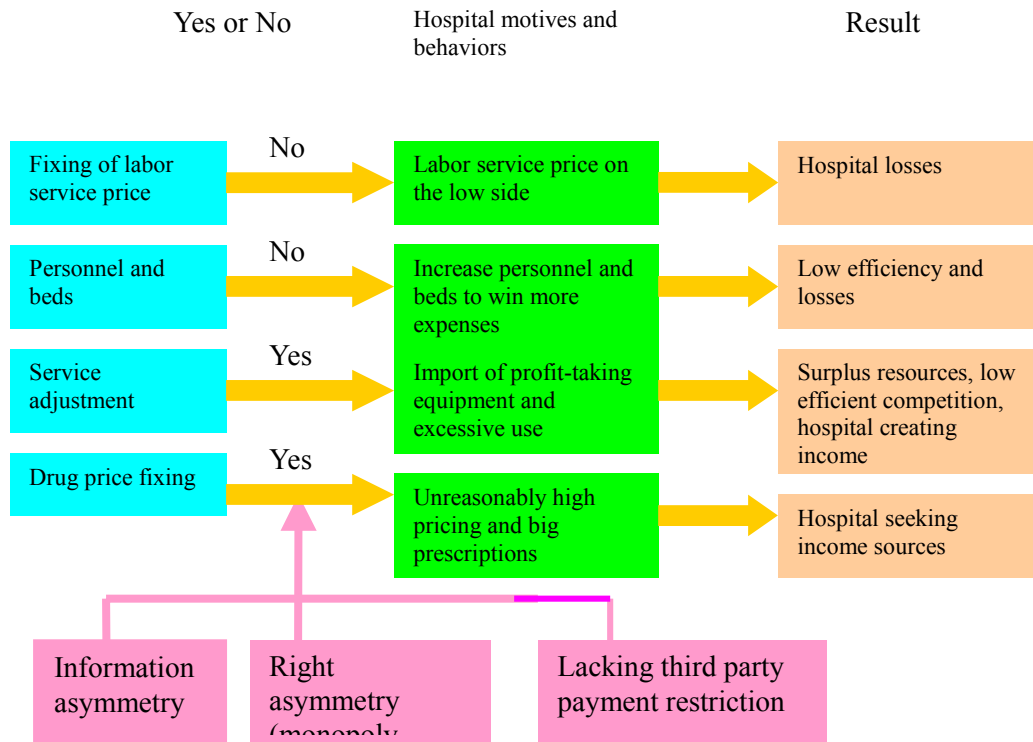 Yes or No
Hospital motives and
behaviors
Result
Fixing of labor
service price
No
Labor service price on
the low side
Hospital losses
Personnel and
beds
No
Increase personnel and
beds to win more
expenses
Low efficiency and
losses
Service
adjustment
Yes
Import of profit-taking
equipment and
excessive use
Surplus resources, low
efficient competition,
hospital creating
income
Drug price fixing
Yes
Unreasonably high
pricing and big
prescriptions
Hospital seeking
income sources
Information
asymmetry
Right
asymmetry
(monopoly
Lacking third party
payment restriction